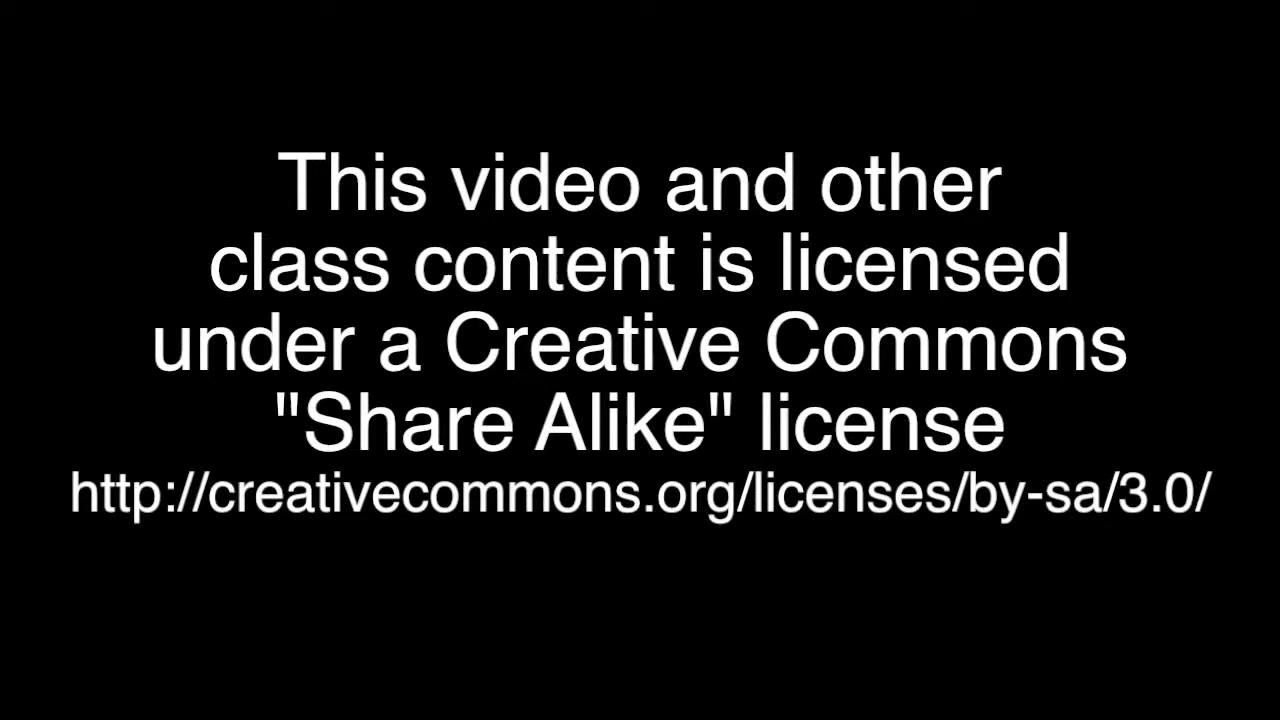 This video and other
class content is licensed
under a Creative Commons
"Share Alike" license
http://creativecommons.org/licenses/by-sa/3.0/